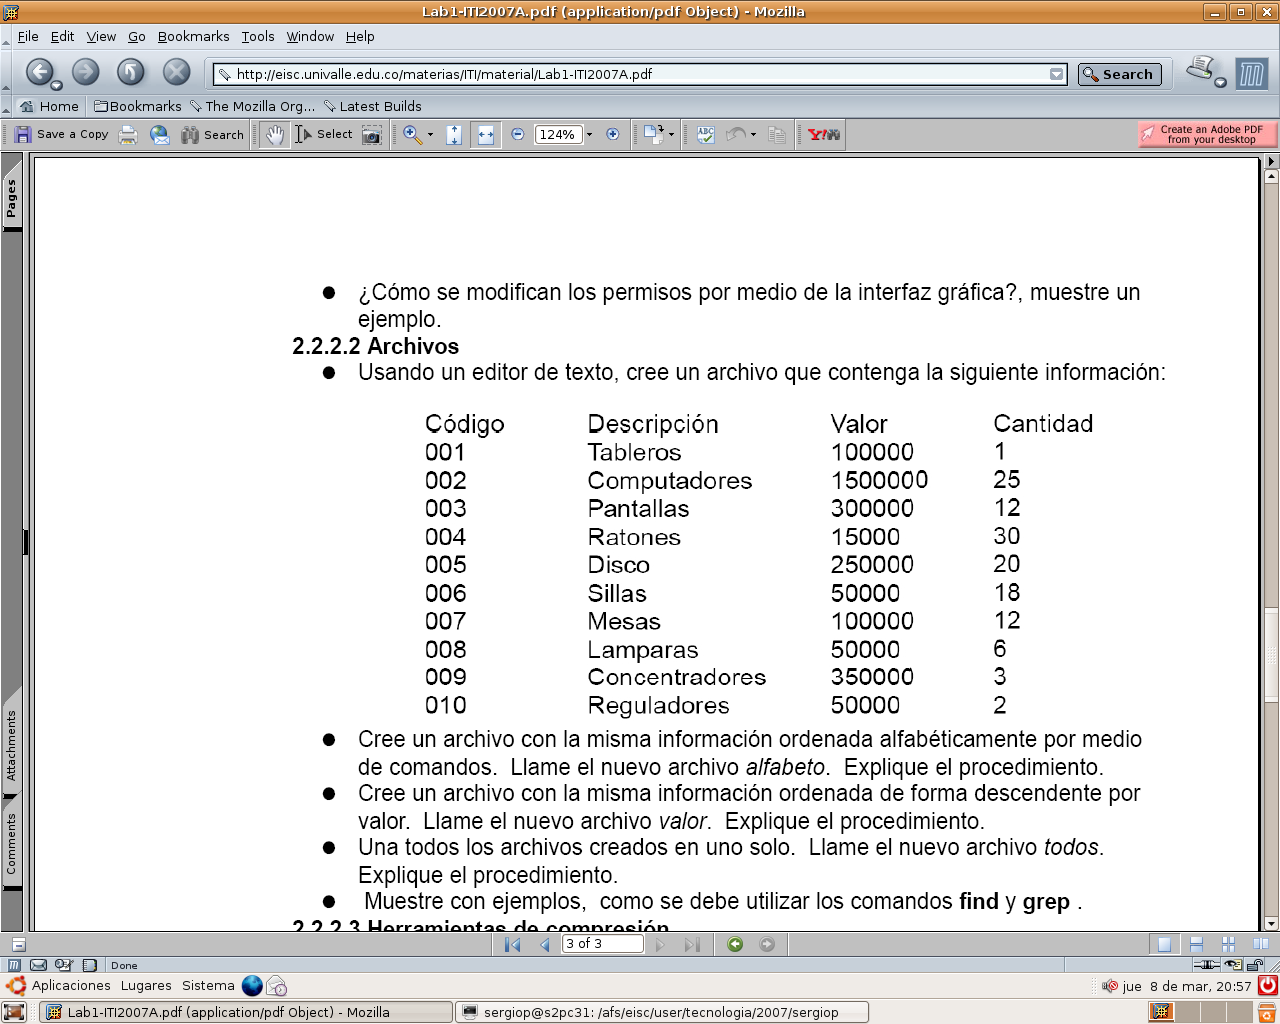 Lab1-ITI2007A.pdf (application/pdf Object) - Mozilla
File Edit View Go Bookmarks Tools Window Help
http://eisc.univalle.edu.co/materias/ITI/material/Lab1-ITI2007A.pdf Search
Home Bookmarks The Mozilla Org... Latest Builds
Save a Copy Search Select 124% ABC Y! Create an Adobe PDF
from your desktop
Pages
Attachments
Comments
¿Cómo se modifican los permisos por medio de la interfaz gráfica?, muestre un
ejemplo.
2.2.2.2 Archivos
● Usando un editor de texto, cree un archivo que contenga la siguiente información:
Código Descripción Valor Cantidad
001 Tableros 100000 1
002 Computadores 1500000 25
003 Pantallas 300000 12
004 Ratones 15000 30
005 Disco 250000 20
006 Sillas 50000 18
007 Mesas 100000 12
008 Lamparas 50000 6
009 Concentradores 350000 3
010 Reguladores 50000 2
● Cree un archivo con la misma información ordenada alfabéticamente por medio
de comandos. Llame el nuevo archivo alfabeto. Explique el procedimiento.
● Cree un archivo con la misma información ordenada de forma descendente por
valor. Llame el nuevo archivo valor. Explique el procedimiento.
● Una todos los archivos creados en uno solo. Llame el nuevo archivo todos.
Explique el procedimiento.
● Muestre con ejemplos, como se debe utilizar los comandos find y grep .
2.2.2.3 Herramientas de compresión
3 of 3
Done
Aplicaciones Lugares Sistema jue 8 de mar, 20:57
Lab1-ITI2007A.pdf (application/pdf Object) - Mozilla sergiop@s2pc31: /afs/eisc/user/tecnologia/2007/sergiop